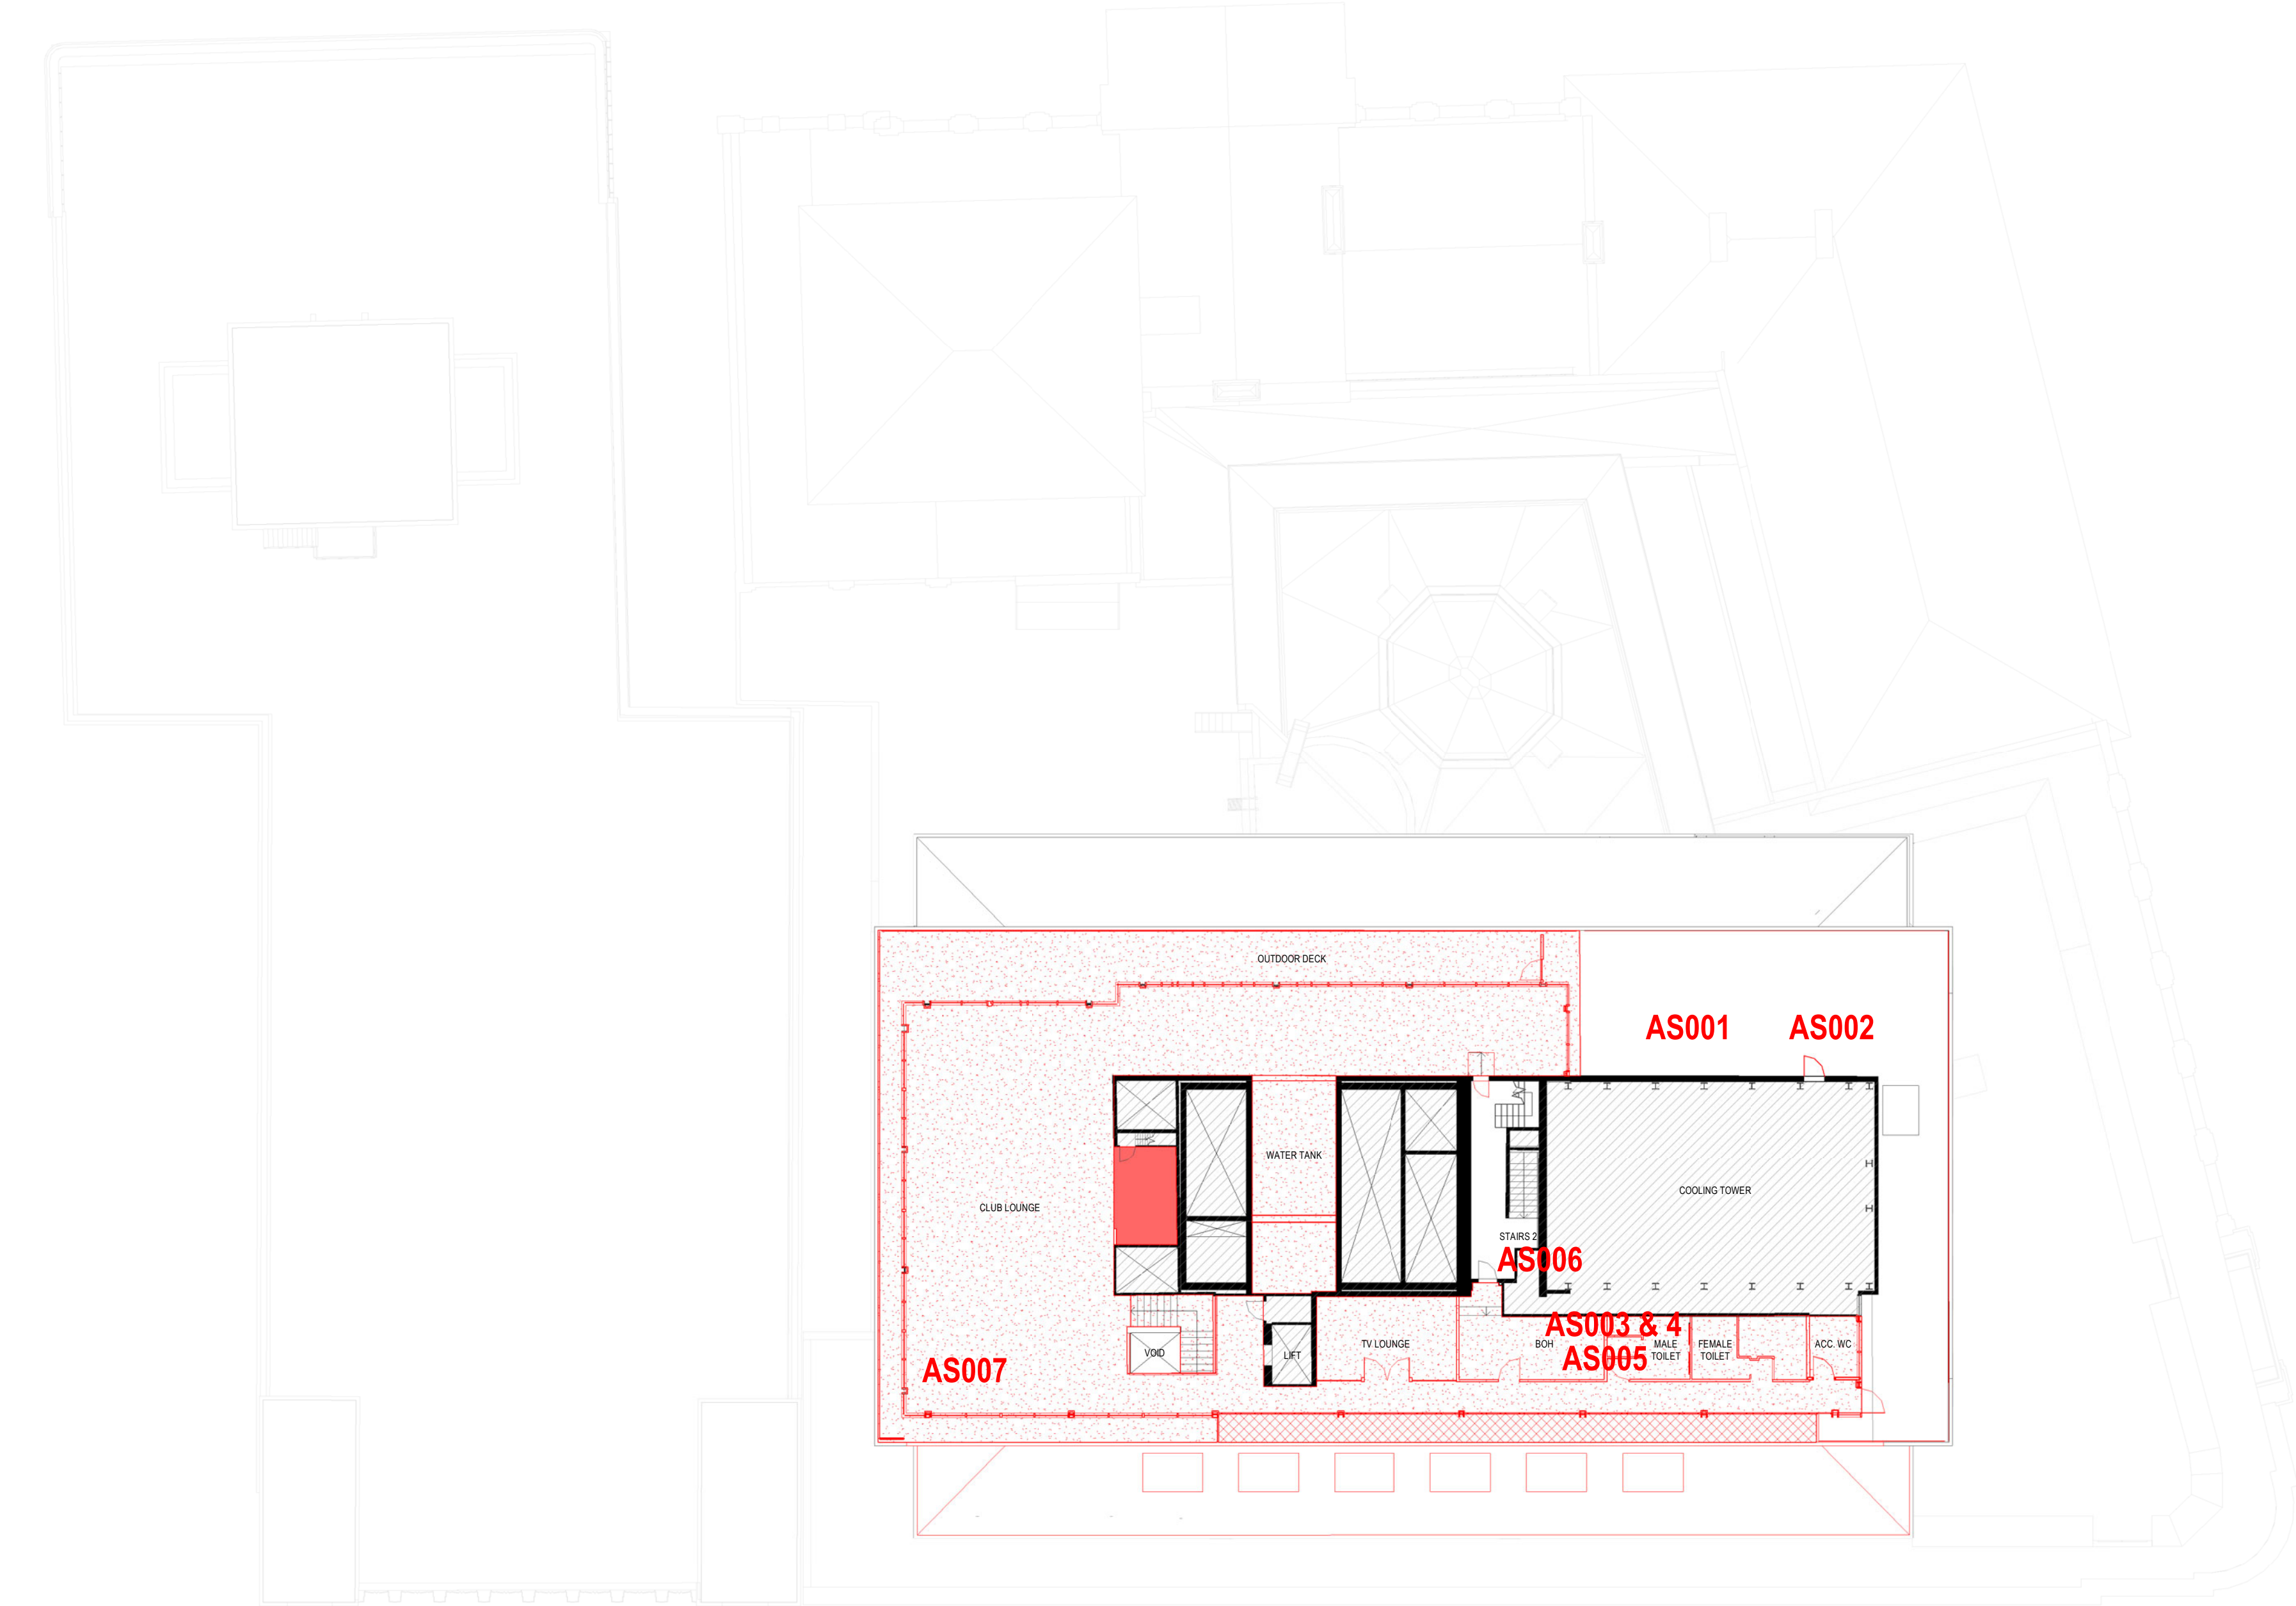 OUTDOOR DECK
AS001
AS002
WATER TANK
COOLING TOWER
CLUB LOUNGE
STAIRS 2
AS006
AS003 & 4
VOID
LIFT
TV LOUNGE
BOH
MALE
TOILET
FEMALE
TOILET
ACC. WC
AS005
AS007